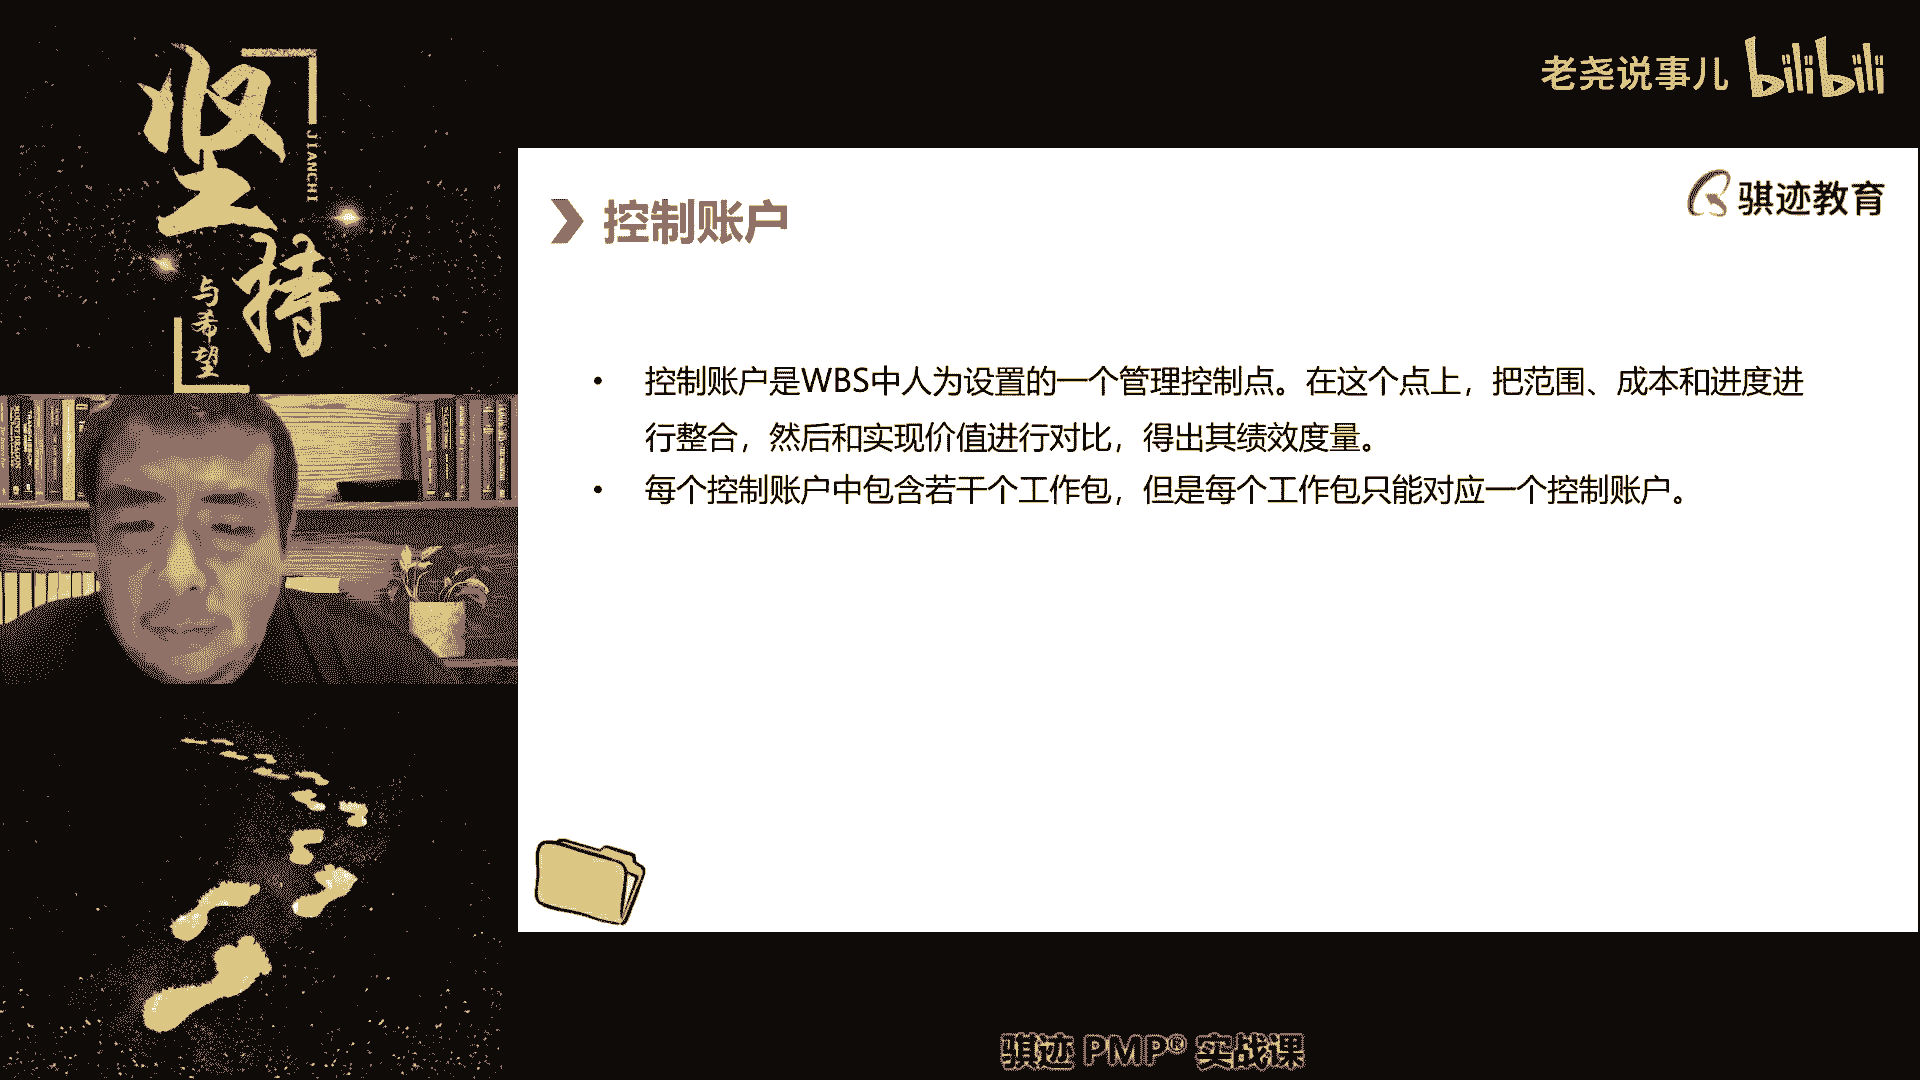 坚持
JIANCHI
与希望
老尧说事儿 bilibili
骐迹教育
控制账户
• 控制账户是WBS中人为设置的一个管理控制点。在这个点上，把范围、成本和进度进
行整合，然后和实现价值进行对比，得出其绩效度量。
• 每个控制账户中包含若干个工作包，但是每个工作包只能对应一个控制账户。
骐迹 PMP® 实战课